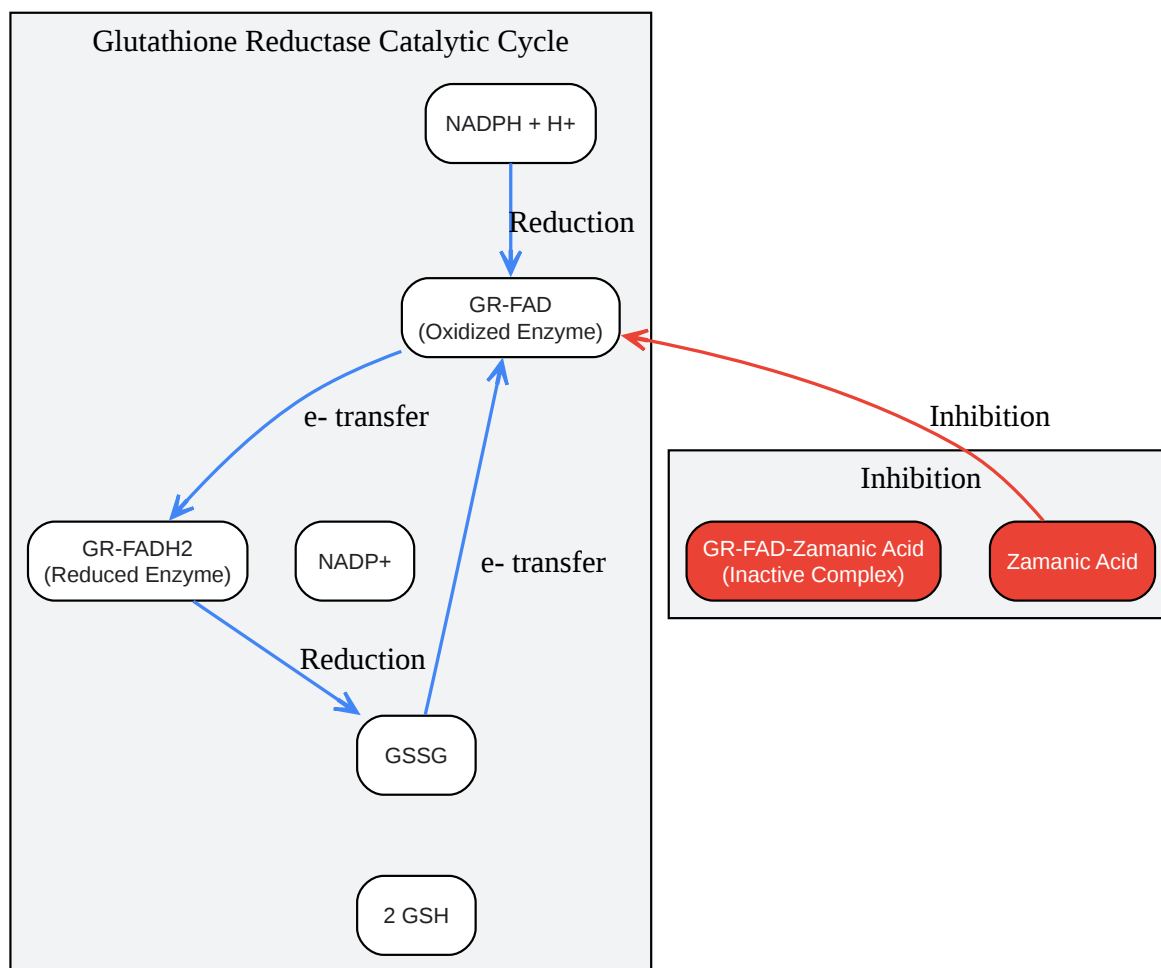 Glutathione Reductase Catalytic Cycle
NADPH + H+
Reduction
GR-FAD
(Oxidized Enzyme)
e- transfer
Inhibition
Inhibition
GR-FADH2
(Reduced Enzyme)
NADP+
e- transfer
GR-FAD-Zamanic Acid
(Inactive Complex)
Zamanic Acid
Reduction
GSSG
2 GSH